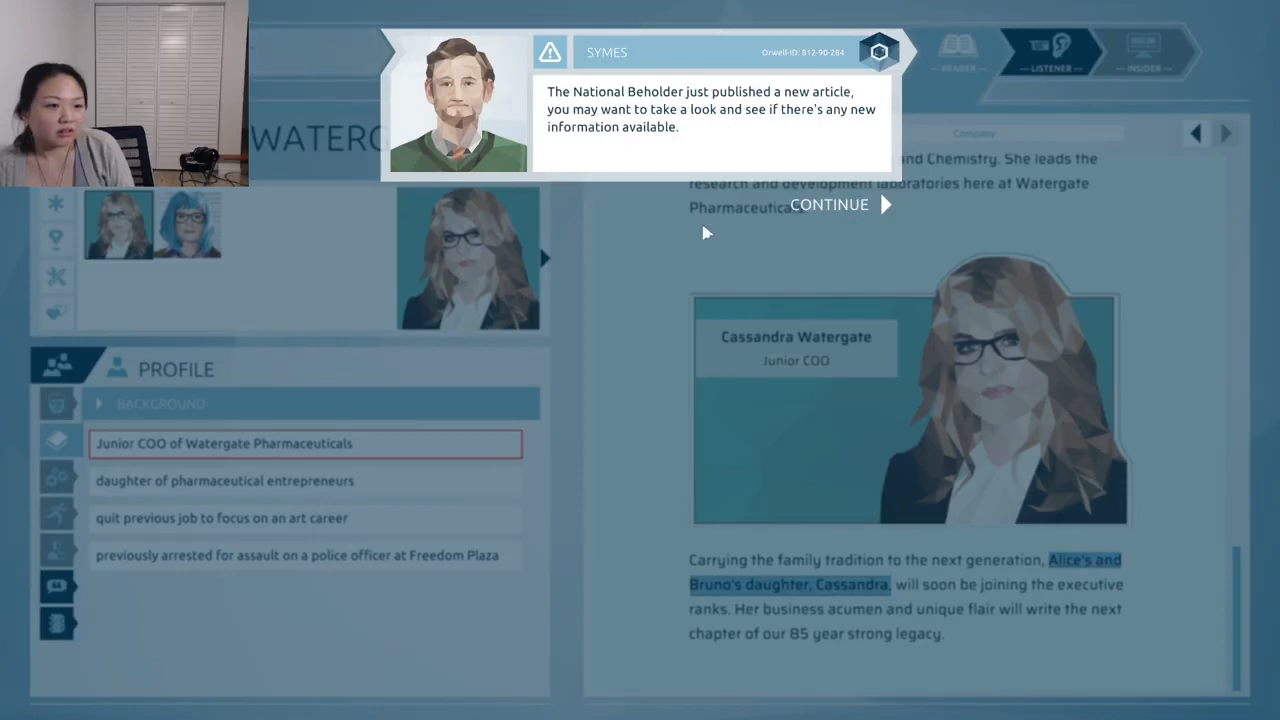 SYMES
Orwell-ID: 812-90-284
The National Beholder just published a new article,
you may want to take a look and see if there's any new
information available.
CONTINUE
READER
LISTENER
INSIDER
WATERG
Company
and Chemistry. She leads the
research and development laboratories here at Watergate
Pharmaceuticals.
PROFILE
BACKGROUND
Junior COO of Watergate Pharmaceuticals
daughter of pharmaceutical entrepreneurs
quit previous job to focus on an art career
previously arrested for assault on a police officer at Freedom Plaza
Cassandra Watergate
Junior COO
Carrying the family tradition to the next generation, Alice's and
Bruno's daughter, Cassandra, will soon be joining the executive
ranks. Her business acumen and unique flair will write the next
chapter of our 85 year strong legacy.